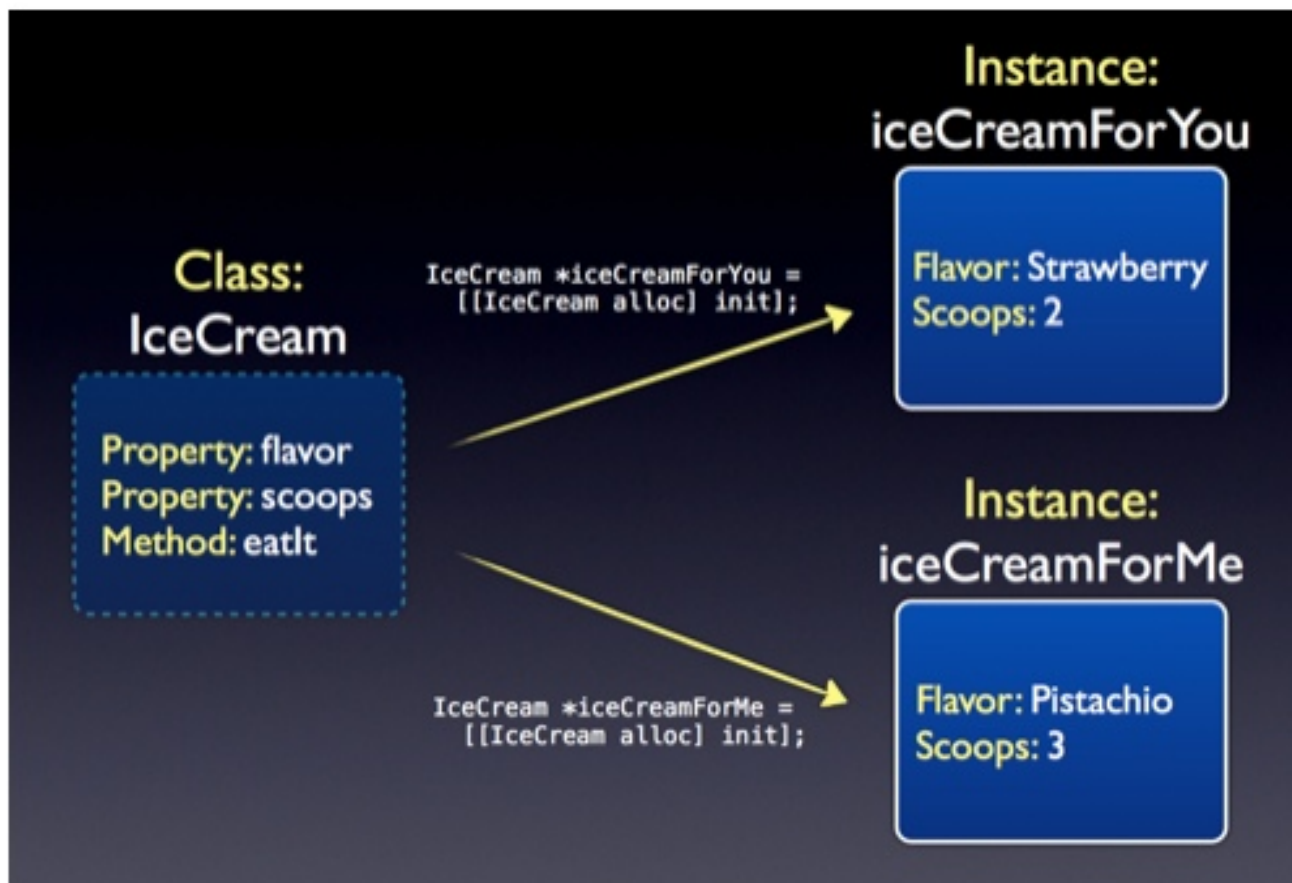 Class:
IceCream
Property: flavor
Property: scoops
Method: eatIt
IceCream *iceCreamForYou =
[[IceCream alloc] init];
Instance:
iceCreamForYou
Flavor: Strawberry
Scoops: 2
IceCream *iceCreamForMe =
[[IceCream alloc] init];
Instance:
iceCreamForMe
Flavor: Pistachio
Scoops: 3